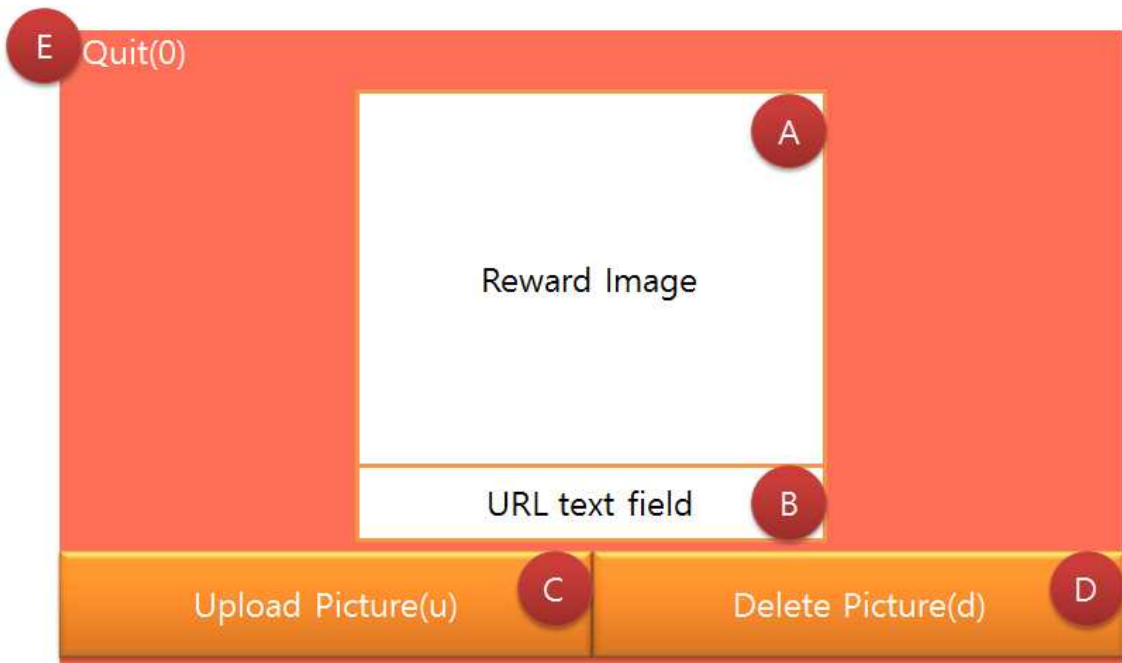 E
Quit(0)
A
Reward Image
URL text field
B
Upload Picture(u)
C
Delete Picture(d)
D